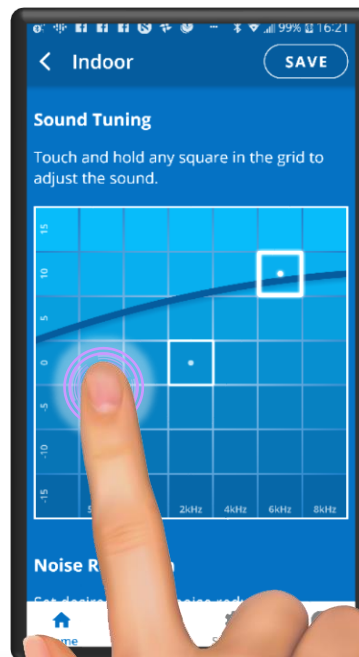 99% 16:21
Indoor
SAVE
Sound Tuning
Touch and hold any square in the grid to
adjust the sound.
15
10
5
0
-5
-10
-15
2kHz 4kHz 6kHz 8kHz